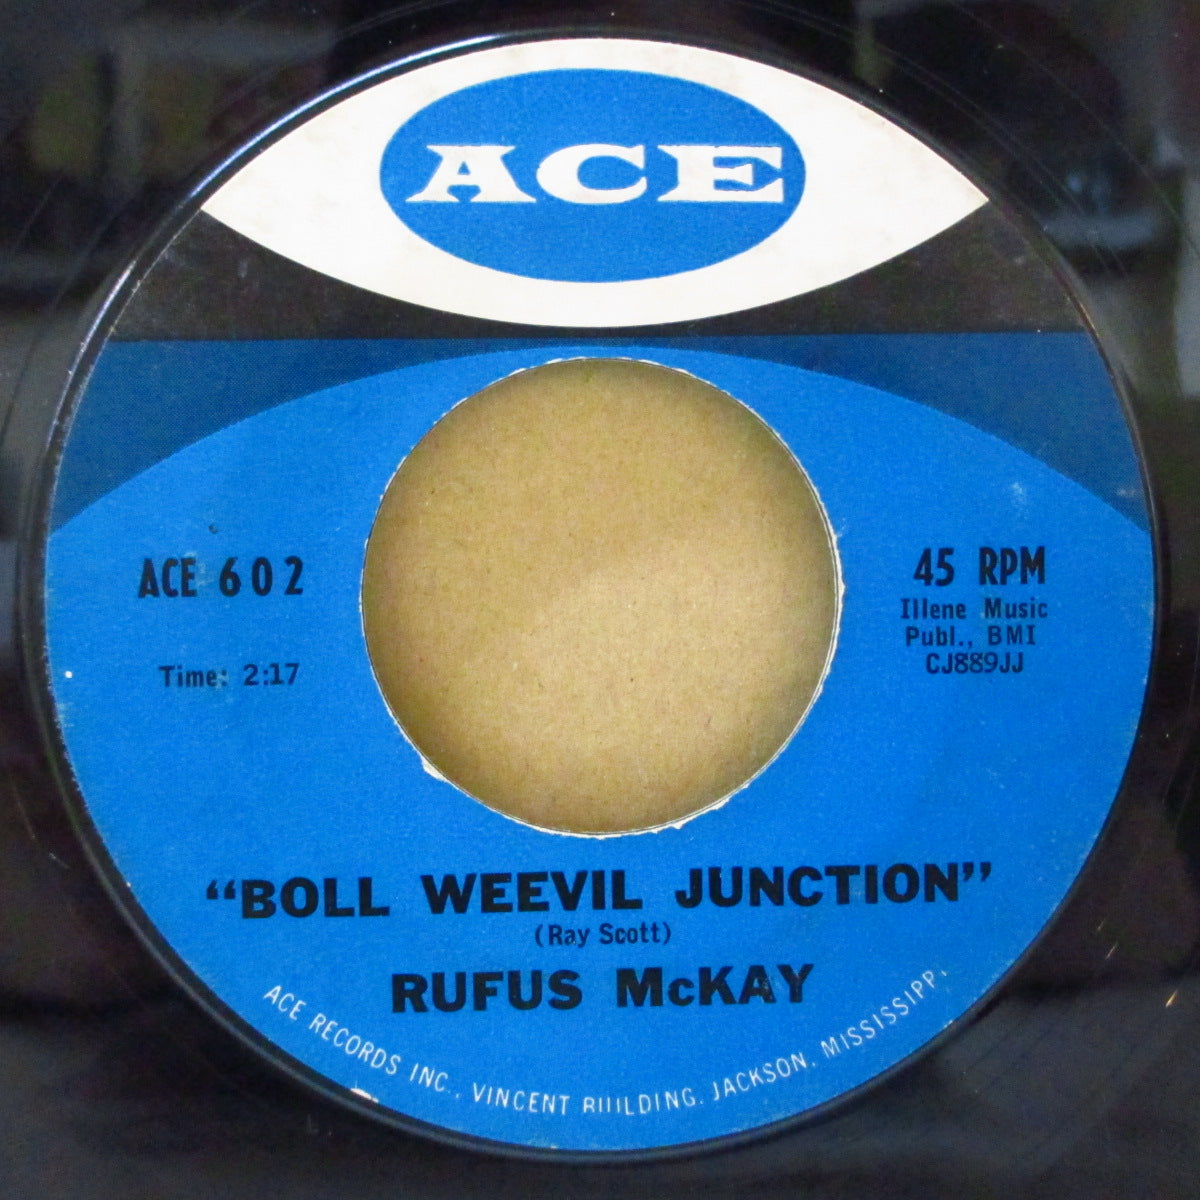 ACE
ACE 602
45 RPM
Illene Music
Publ., BMI
CJ889JJ
Time: 2:17
“BOLL WEEVIL JUNCTION”
(Ray Scott)
RUFUS McKAY
ACE RECORDS INC., VINCENT BUILDING, JACKSON, MISSISSIPPI